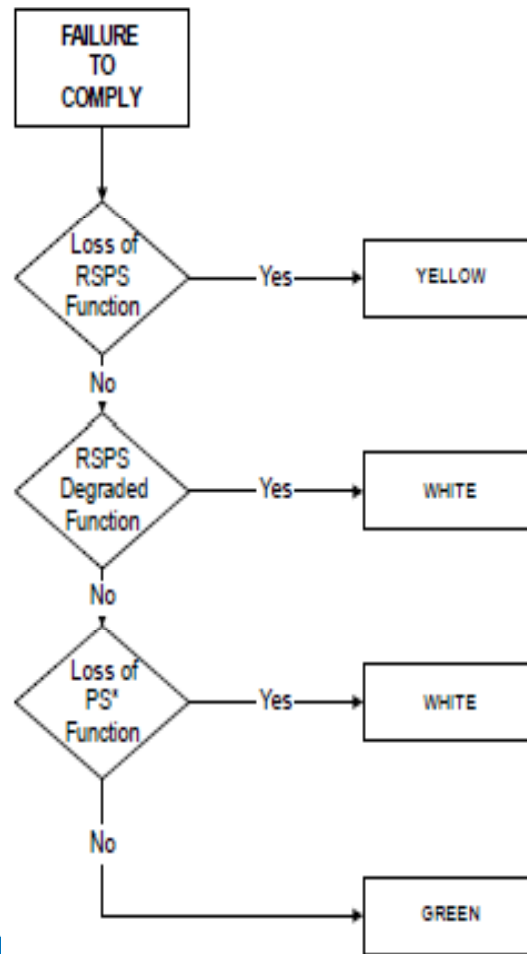 FAILURE
TO
COMPLY
Loss of
RSPS
Function
Yes
YELLOW
No
RSPS
Degraded
Function
Yes
WHITE
No
Loss of
PS*
Function
Yes
WHITE
No
GREEN